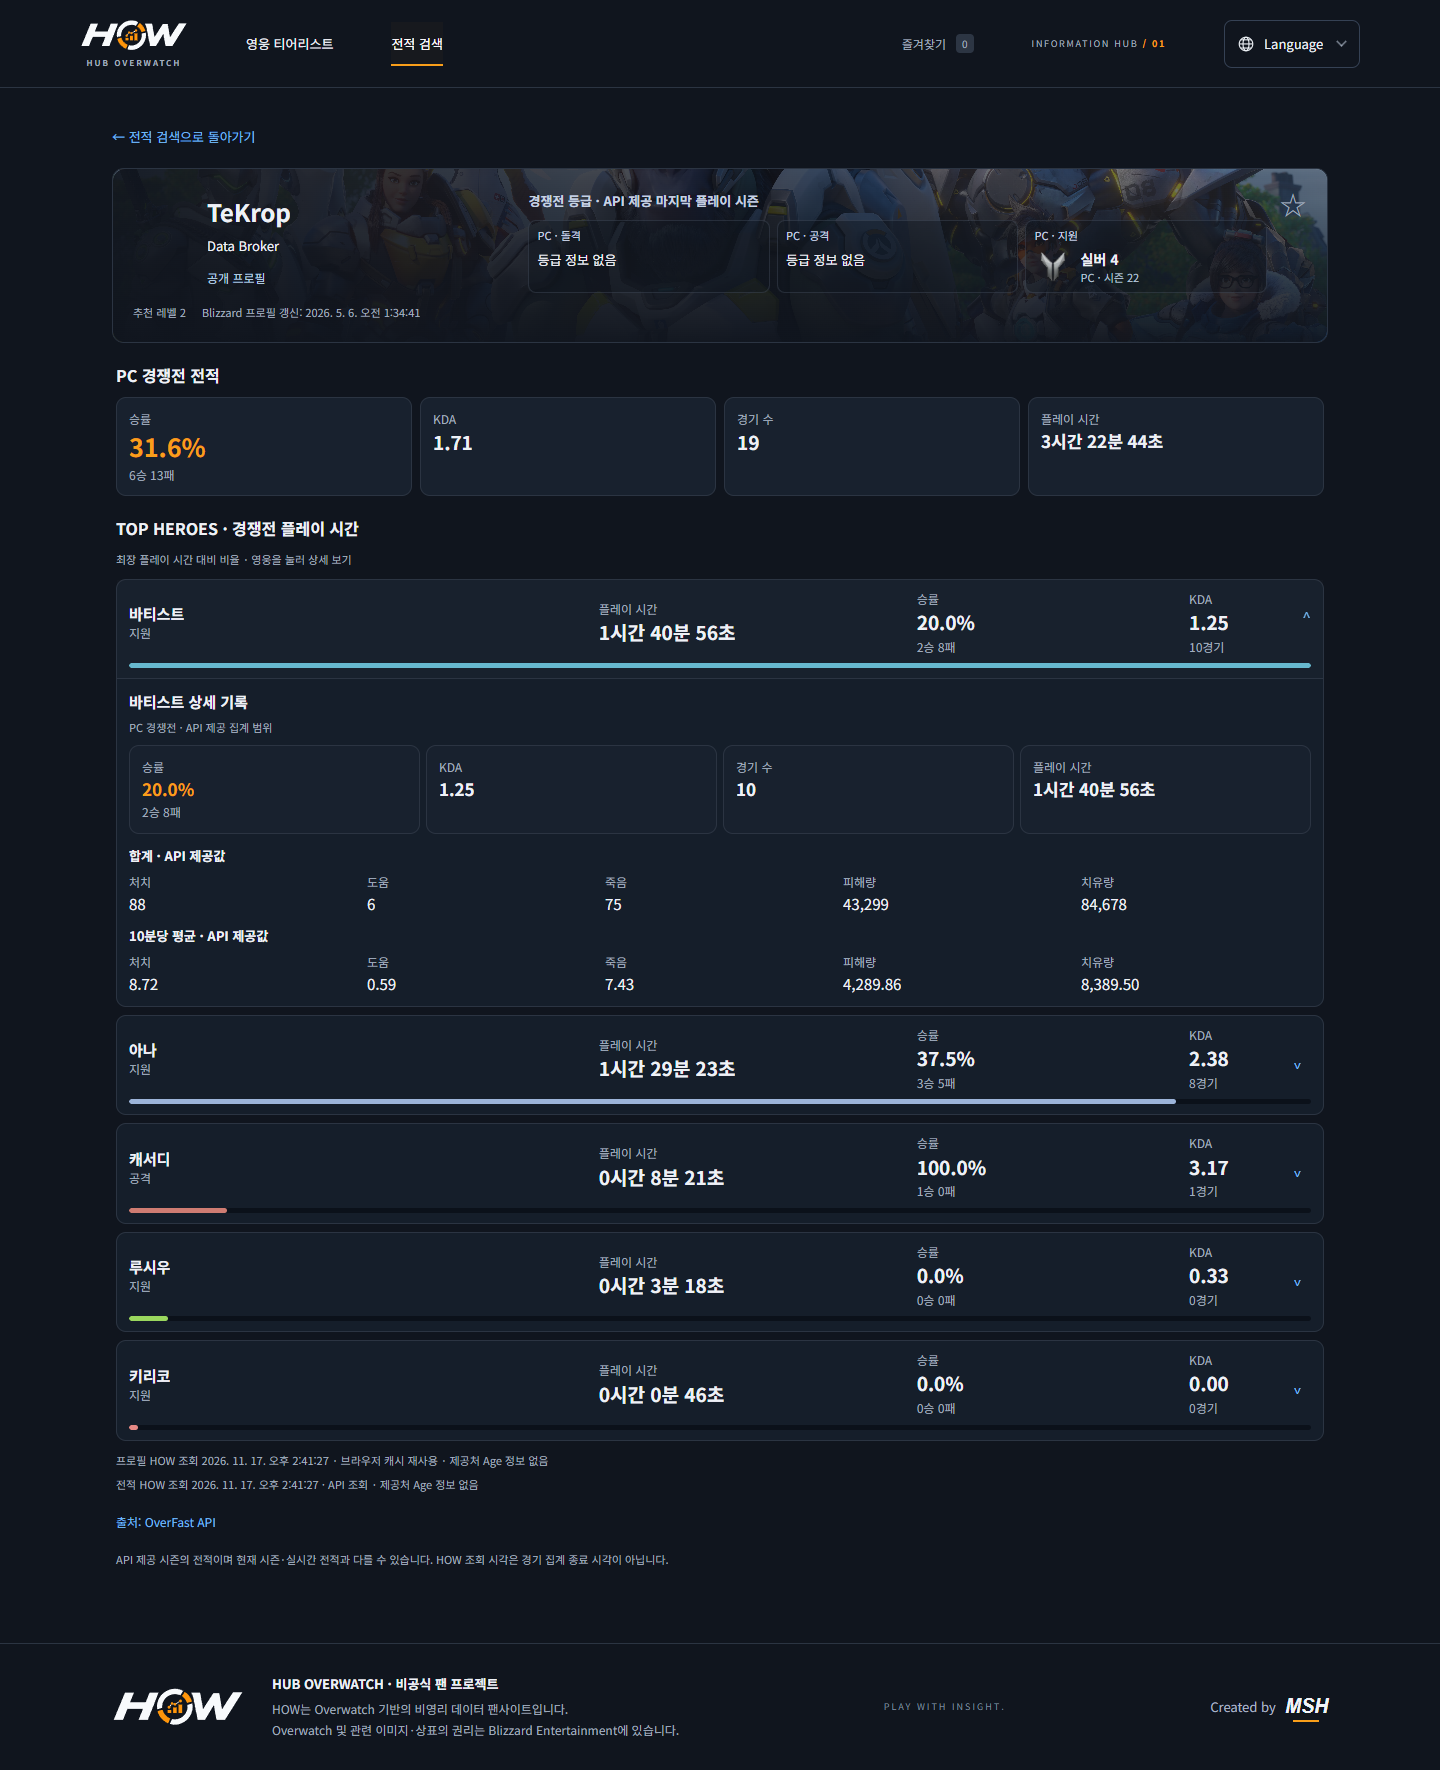 HOW
HUB OVERWATCH
영웅 티어리스트
전적 검색
즐겨찾기 0
INFORMATION HUB / 01
Language
← 전적 검색으로 돌아가기
TeKrop
Data Broker
공개 프로필
추천 레벨 2
Blizzard 프로필 갱신: 2026. 5. 6. 오전 1:34:41
경쟁전 등급 · API 제공 마지막 플레이 시즌
PC · 돌격
등급 정보 없음
PC · 공격
등급 정보 없음
PC · 지원
실버 4
PC · 시즌 22
PC 경쟁전 전적
승률
31.6%
6승 13패
KDA
1.71
경기 수
19
플레이 시간
3시간 22분 44초
TOP HEROES · 경쟁전 플레이 시간
최장 플레이 시간 대비 비율 · 영웅을 눌러 상세 보기
바티스트
지원
플레이 시간
1시간 40분 56초
승률
20.0%
2승 8패
KDA
1.25
10경기
바티스트 상세 기록
PC 경쟁전 · API 제공 집계 범위
승률
20.0%
2승 8패
KDA
1.25
경기 수
10
플레이 시간
1시간 40분 56초
합계 · API 제공값
처치 도움 죽음 피해량 치유량
88 6 75 43,299 84,678
10분당 평균 · API 제공값
처치 도움 죽음 피해량 치유량
8.72 0.59 7.43 4,289.86 8,389.50
아나
지원
플레이 시간
1시간 29분 23초
승률
37.5%
3승 5패
KDA
2.38
8경기
캐서디
공격
플레이 시간
0시간 8분 21초
승률
100.0%
1승 0패
KDA
3.17
1경기
루시우
지원
플레이 시간
0시간 3분 18초
승률
0.0%
0승 0패
KDA
0.33
0경기
키리코
지원
플레이 시간
0시간 0분 46초
승률
0.0%
0승 0패
KDA
0.00
0경기
프로필 HOW 조회 2026. 11. 17. 오후 2:41:27 · 브라우저 캐시 재사용 · 제공처 Age 정보 없음
전적 HOW 조회 2026. 11. 17. 오후 2:41:27 · API 조회 · 제공처 Age 정보 없음
출처: OverFast API
API 제공 시즌의 전적이며 현재 시즌·실시간 전적과 다를 수 있습니다. HOW 조회 시각은 경기 집계 종료 시각이 아닙니다.
HOW
HUB OVERWATCH · 비공식 팬 프로젝트
HOW는 Overwatch 기반의 비영리 데이터 팬사이트입니다.
Overwatch 및 관련 이미지·상표의 권리는 Blizzard Entertainment에 있습니다.
PLAY WITH INSIGHT.
Created by MSH